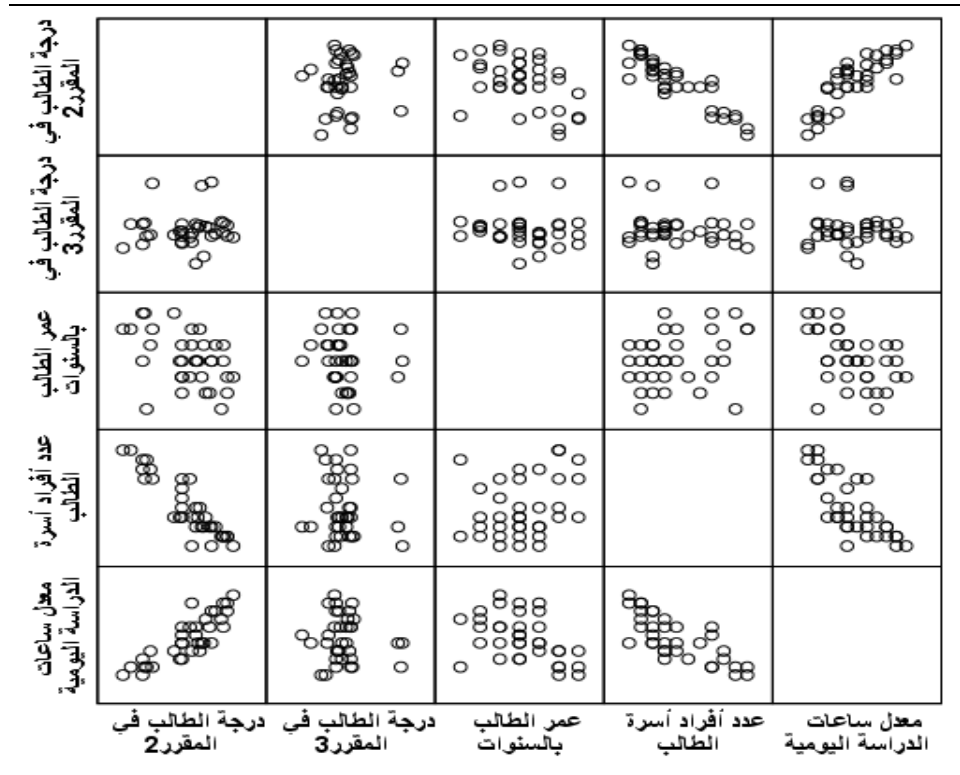 درجة الطالب في
المقرر2
درجة الطالب في
المقرر3
عمر الطالب
بالسنوات
عدد أفراد أسرة
الطالب
معدل ساعات
الدراسة اليومية
درجة الطالب في
المقرر2
درجة الطالب في
المقرر3
عمر الطالب
بالسنوات
عدد أفراد أسرة
الطالب
معدل ساعات
الدراسة اليومية